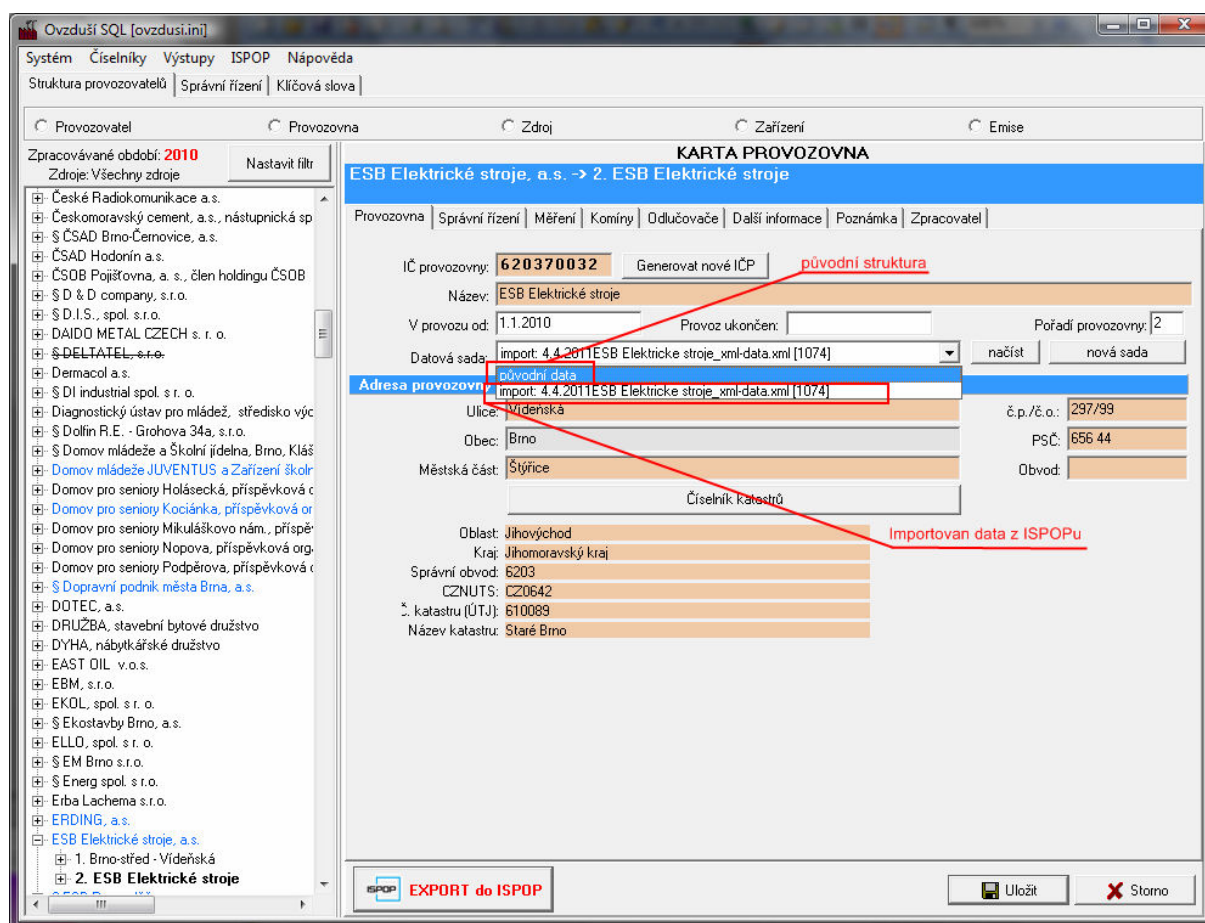 Ovzduší SQL [ovzdusi.ini]
Systém Číselníky Výstupy ISPOP Nápověda
Struktura provozovatelů Správní řízení Klíčová slova
Provozovatel Provozovna Zdroj Zařízení Emise
Zpracovávané období: 2010
Zdroje: Všechny zdroje
Nastavit filtr
České Radiokomunikace a.s.
Českomoravský cement, a.s., nástupnická sp
§ ČSAD Brno-Černovice, a.s.
ČSAD Hodonín a.s.
ČSOB Pojišťovna, a. s., člen holdingu ČSOB
§ D & D company, s.r.o.
§ D.I.S., spol. s.r.o.
DAIDO METAL CZECH s. r. o.
§ DELTATEL, s.r.o.
Dermacol a.s.
§ DI industrial spol. s r. o.
Diagnostický ústav pro mládež, středisko výc
§ Dolfin R.E. - Grohova 34a, s.r.o.
§ Domov mládeže a Školní jídelna, Brno, Kláš
Domov mládeže JUVENTUS a Zařízení školn
Domov pro seniory Holásecká, příspěvková o
Domov pro seniory Kociánka, příspěvková or
Domov pro seniory Mikuláškovo nám., příspě
Domov pro seniory Nopova, příspěvková org
Domov pro seniory Podpěrova, příspěvková o
§ Dopravní podnik města Brna, a.s.
DOTEC, a.s.
DRUŽBA, stavební bytové družstvo
DYHA, nábytkářské družstvo
EAST OIL v.o.s.
EBM, s.r.o.
EKOL, spol. s r. o.
§ Ekostavby Brno, a.s.
ELLO, spol. s r. o.
§ EM Brno s.r.o.
§ Energ spol. s r.o.
Erba Lachema s.r.o.
ERDING, a.s.
ESB Elektrické stroje, a.s.
1. Brno-střed - Vídeňská
2. ESB Elektrické stroje
KARTA PROVOZOVNA
ESB Elektrické stroje, a.s. -> 2. ESB Elektrické stroje
Provozovna Správní řízení Měření Komíny Odlučovače Další informace Poznámka Zpracovatel
IČ provozovny: 620370032 Generovat nové IČP původní struktura
Název: ESB Elektrické stroje
V provozu od: 1.1.2010 Provoz ukončen: Pořadí provozovny: 2
Datová sada: import: 4.4.2011ESB Elektricke stroje_xml-data.xml [1074] načíst nová sada
původní data
import: 4.4.2011ESB Elektricke stroje_xml-data.xml [1074]
Adresa provozovny
Ulice: Vídeňská č.p./č.o.: 297/99
Obec: Brno PSČ: 656 44
Městská část: Štýřice Obvod:
Číselník katastrů
Importovan data z ISPOPu
Oblast: Jihovýchod
Kraj: Jihomoravský kraj
Správní obvod: 6203
CZNUTS: CZ0642
Č. katastru (ÚTJ): 610089
Název katastru: Staré Brno
ISPOP EXPORT do ISPOP Uložit Storno